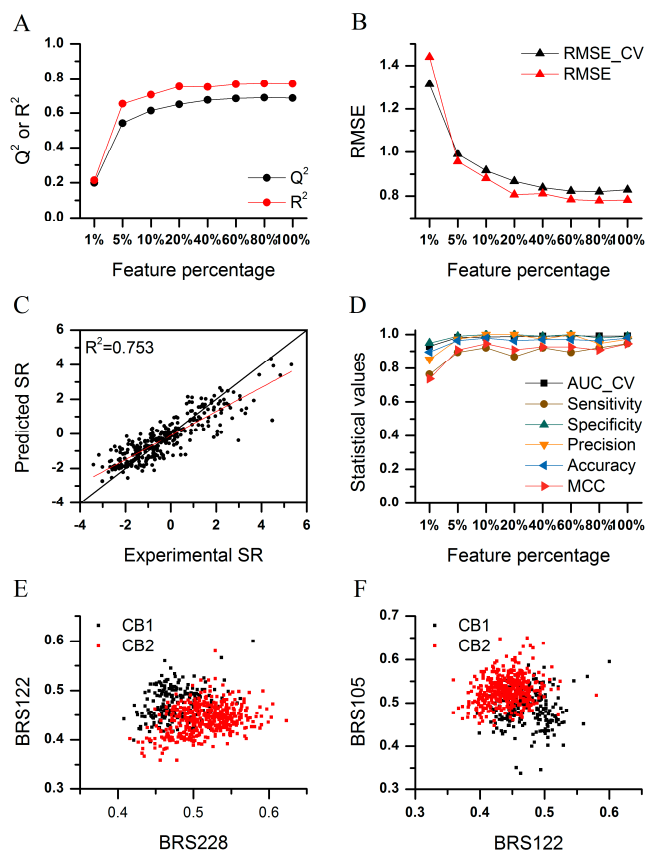 A
1.0
0.8
0.6
0.4
0.2
0.0
Q² or R²
Q²
R²
1% 5% 10% 20% 40% 60% 80% 100%
Feature percentage
B
1.4
1.2
1.0
0.8
RMSE
RMSE_CV
RMSE
1% 5% 10% 20% 40% 60% 80% 100%
Feature percentage
C
6
4
2
0
-2
-4
Predicted SR
R²=0.753
-4 -2 0 2 4 6
Experimental SR
D
1.0
0.8
0.6
0.4
0.2
0.0
Statistical values
AUC_CV
Sensitivity
Specificity
Precision
Accuracy
MCC
1% 5% 10% 20% 40% 60% 80% 100%
Feature percentage
E
0.6
0.5
0.4
0.3
BRS122
CB1
CB2
0.4 0.5 0.6
BRS228
F
0.7
0.6
0.5
0.4
0.3
BRS105
CB1
CB2
0.3 0.4 0.5 0.6 0.7
BRS122